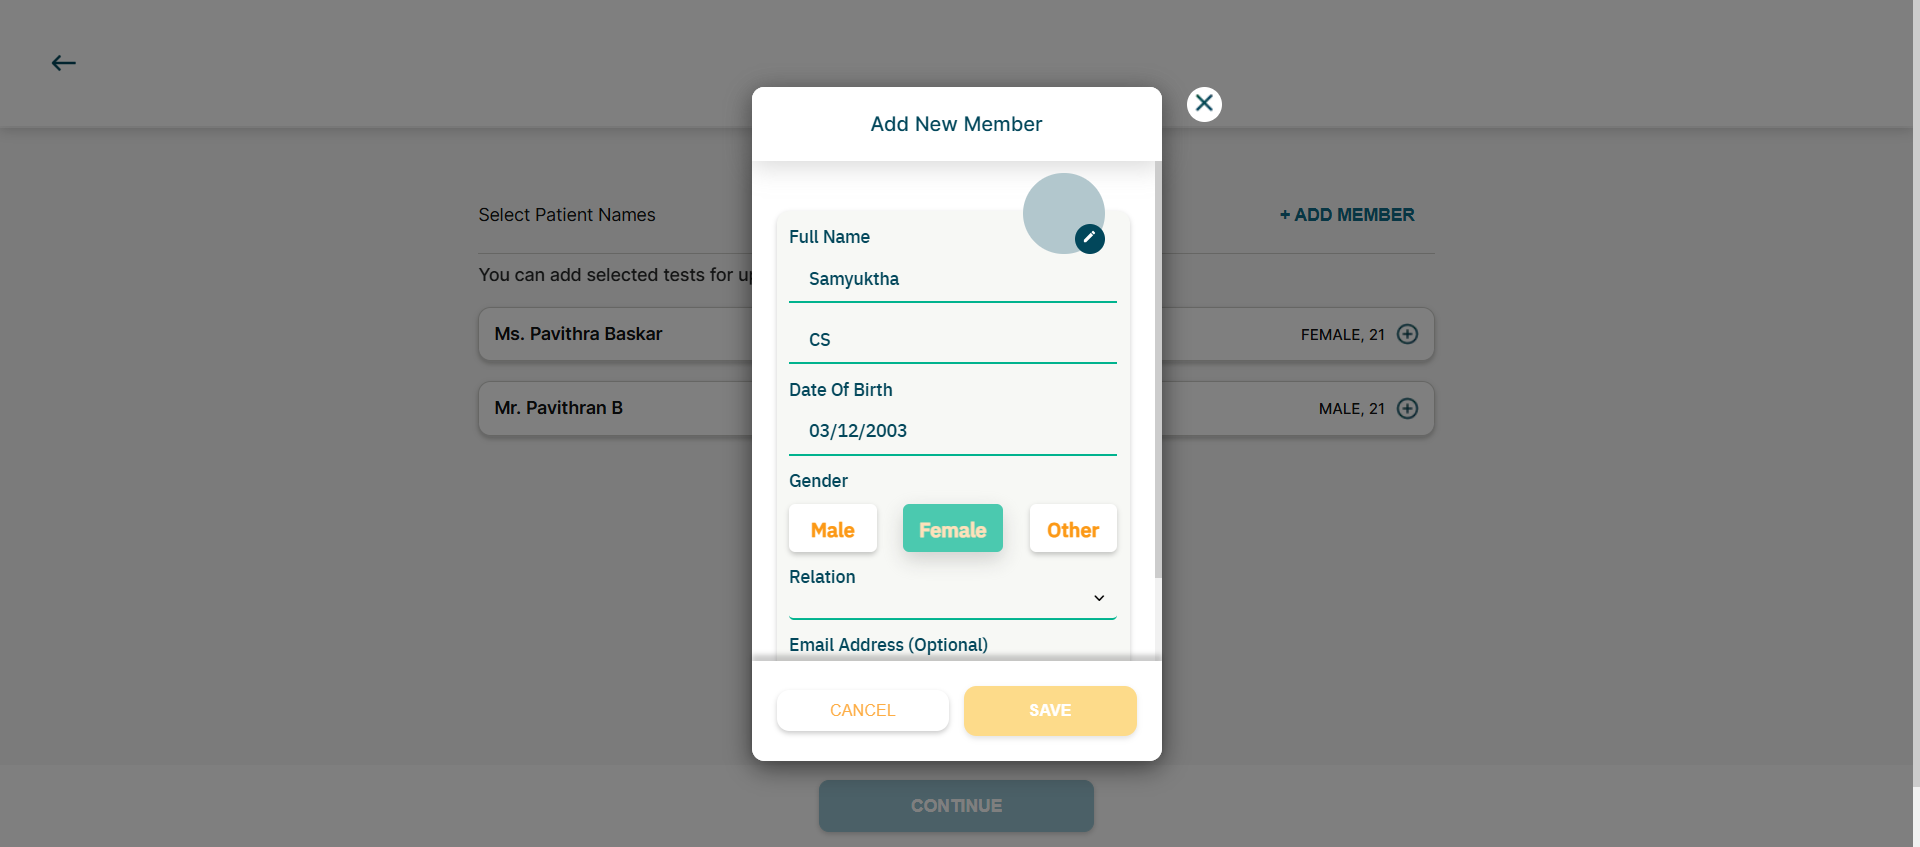 Add New Member
Select Patient Names
+ ADD MEMBER
You can add selected tests for
Ms. Pavithra Baskar
FEMALE, 21
Mr. Pavithran B
MALE, 21
Full Name
Samyuktha
CS
Date Of Birth
03/12/2003
Gender
Male
Female
Other
Relation
Email Address (Optional)
CANCEL
SAVE
CONTINUE